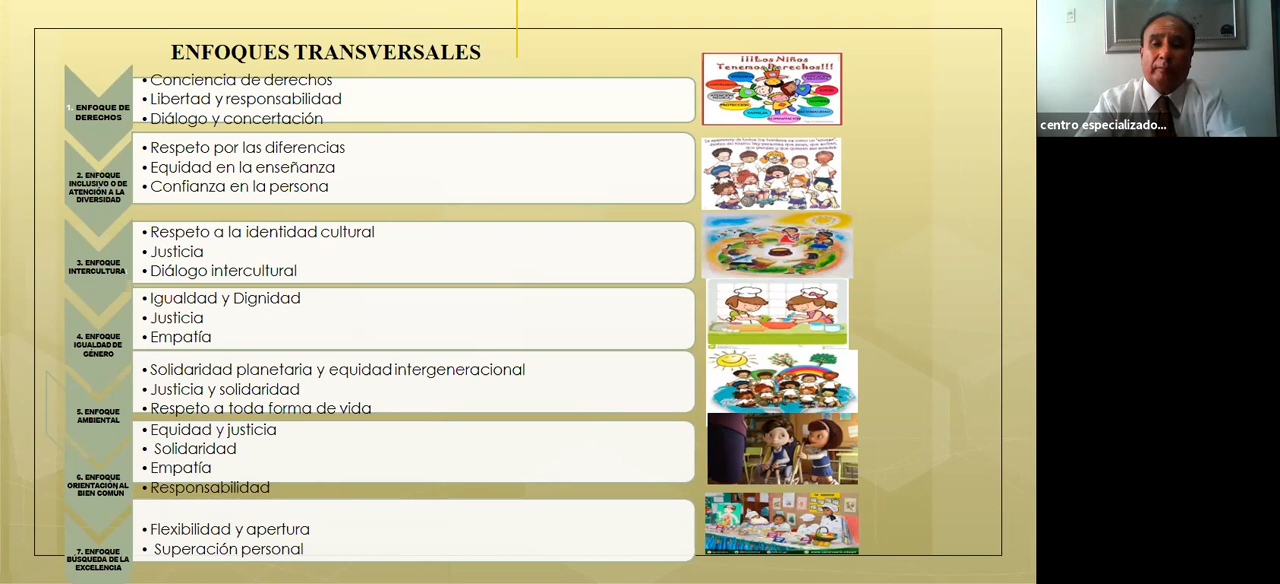 ENFOQUES TRANSVERSALES
1. ENFOQUE DE
DERECHOS
• Conciencia de derechos
• Libertad y responsabilidad
• Diálogo y concertación
¡¡¡Los Niños
Tenemos Derechos!!!
2. ENFOQUE
INCLUSIVO O DE
ATENCIÓN A LA
DIVERSIDAD
• Respeto por las diferencias
• Equidad en la enseñanza
• Confianza en la persona
3. ENFOQUE
INTERCULTURA
• Respeto a la identidad cultural
• Justicia
• Diálogo intercultural
4. ENFOQUE
IGUALDAD DE
GÉNERO
• Igualdad y Dignidad
• Justicia
• Empatía
5. ENFOQUE
AMBIENTAL
• Solidaridad planetaria y equidad intergeneracional
• Justicia y solidaridad
• Respeto a toda forma de vida
6. ENFOQUE
ORIENTACIÓN AL
BIEN COMÚN
• Equidad y justicia
• Solidaridad
• Empatía
• Responsabilidad
7. ENFOQUE
BÚSQUEDA DE LA
EXCELENCIA
• Flexibilidad y apertura
• Superación personal
centro especializado...